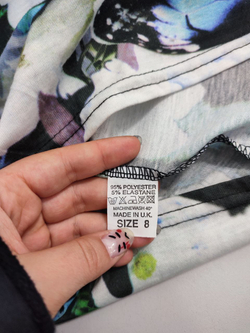 95% POLYESTER
5% ELASTANE
MACHINEWASH 40°
MADE IN U.K.
SIZE 8